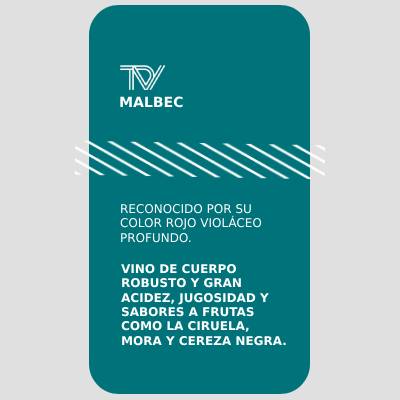 TDV
MALBEC
RECONOCIDO POR SU
COLOR ROJO VIOLÁCEO
PROFUNDO.
VINO DE CUERPO
ROBUSTO Y GRAN
ACIDEZ, JUGOSIDAD Y
SABORES A FRUTAS
COMO LA CIRUELA,
MORA Y CEREZA NEGRA.